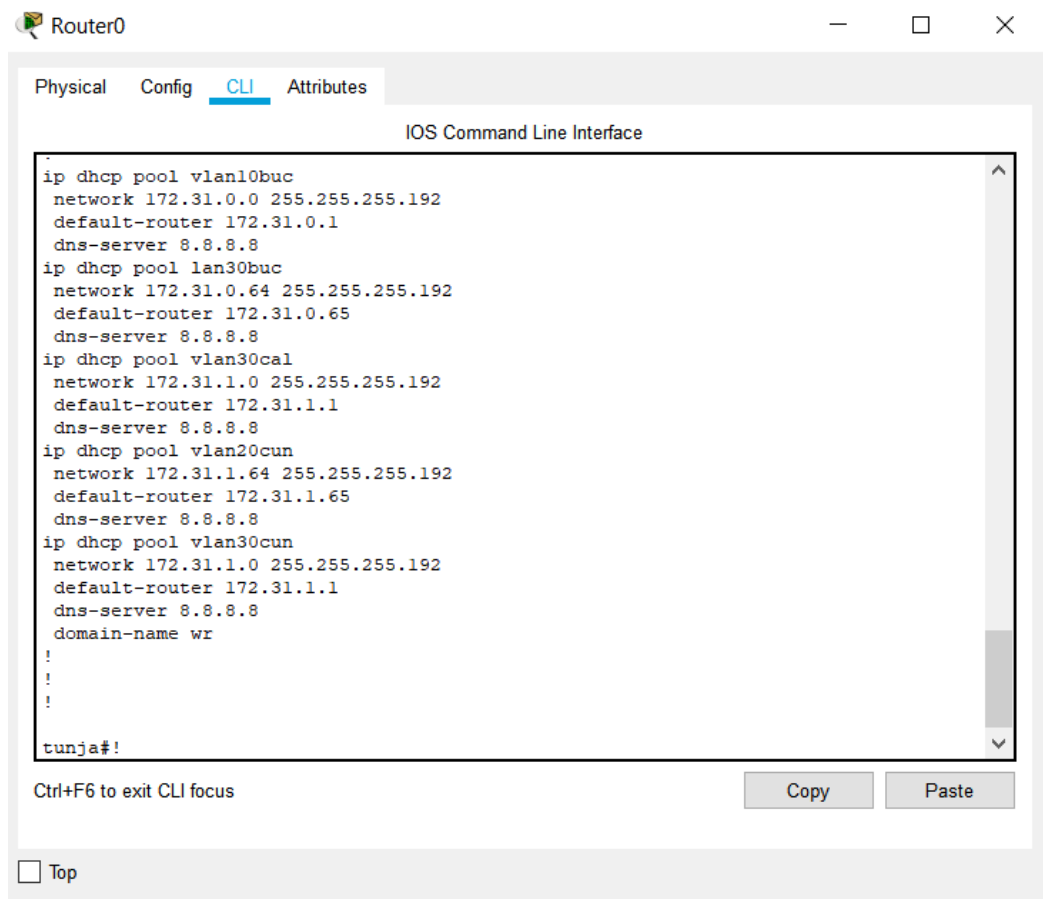 Router0
Physical Config CLI Attributes
IOS Command Line Interface
!
ip dhcp pool vlan10buc
 network 172.31.0.0 255.255.255.192
 default-router 172.31.0.1
 dns-server 8.8.8.8
ip dhcp pool lan30buc
 network 172.31.0.64 255.255.255.192
 default-router 172.31.0.65
 dns-server 8.8.8.8
ip dhcp pool vlan30cal
 network 172.31.1.0 255.255.255.192
 default-router 172.31.1.1
 dns-server 8.8.8.8
ip dhcp pool vlan20cun
 network 172.31.1.64 255.255.255.192
 default-router 172.31.1.65
 dns-server 8.8.8.8
ip dhcp pool vlan30cun
 network 172.31.1.0 255.255.255.192
 default-router 172.31.1.1
 dns-server 8.8.8.8
 domain-name wr
!
!
!
tunja#!
Ctrl+F6 to exit CLI focus
Copy Paste
Top